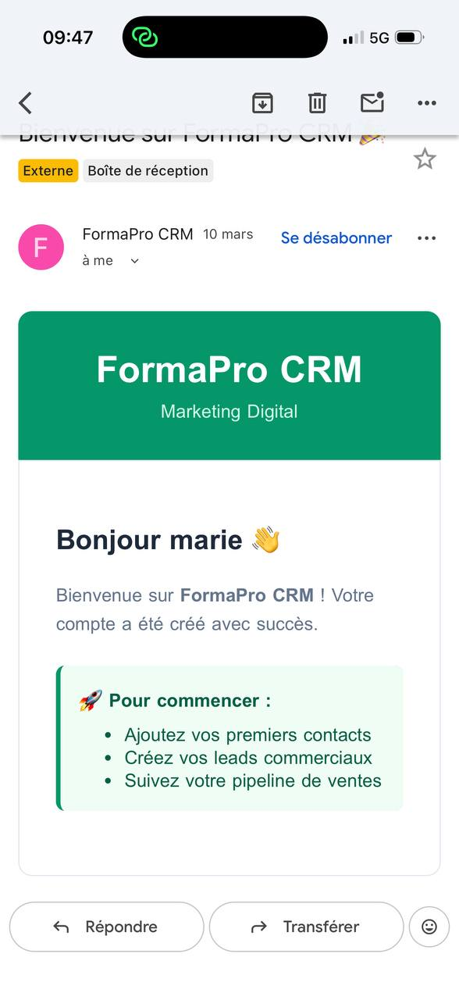 09:47
5G
Bienvenue sur FormaPro CRM 🎉
Externe Boîte de réception
F
FormaPro CRM 10 mars Se désabonner
à me
FormaPro CRM
Marketing Digital
Bonjour marie 👋
Bienvenue sur FormaPro CRM ! Votre
compte a été créé avec succès.
🚀 Pour commencer :
• Ajoutez vos premiers contacts
• Créez vos leads commerciaux
• Suivez votre pipeline de ventes
Répondre Transférer